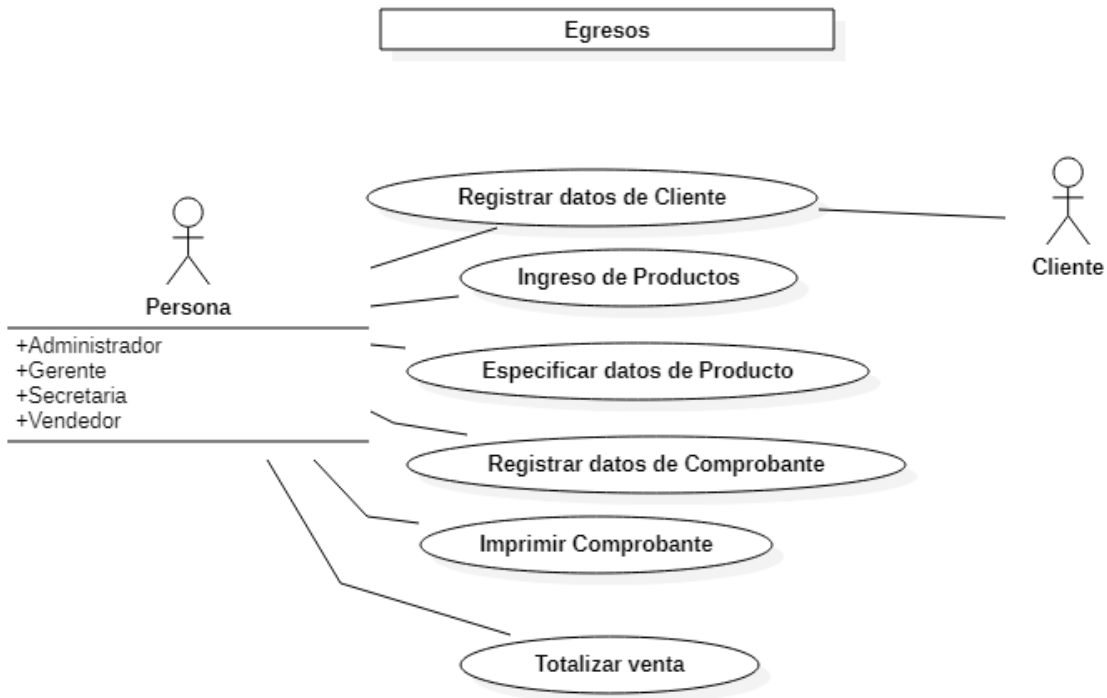 Egresos
Registrar datos de Cliente
Ingreso de Productos
Cliente
Persona
+Administrador
+Gerente
+Secretaria
+Vendedor
Especificar datos de Producto
Registrar datos de Comprobante
Imprimir Comprobante
Totalizar venta